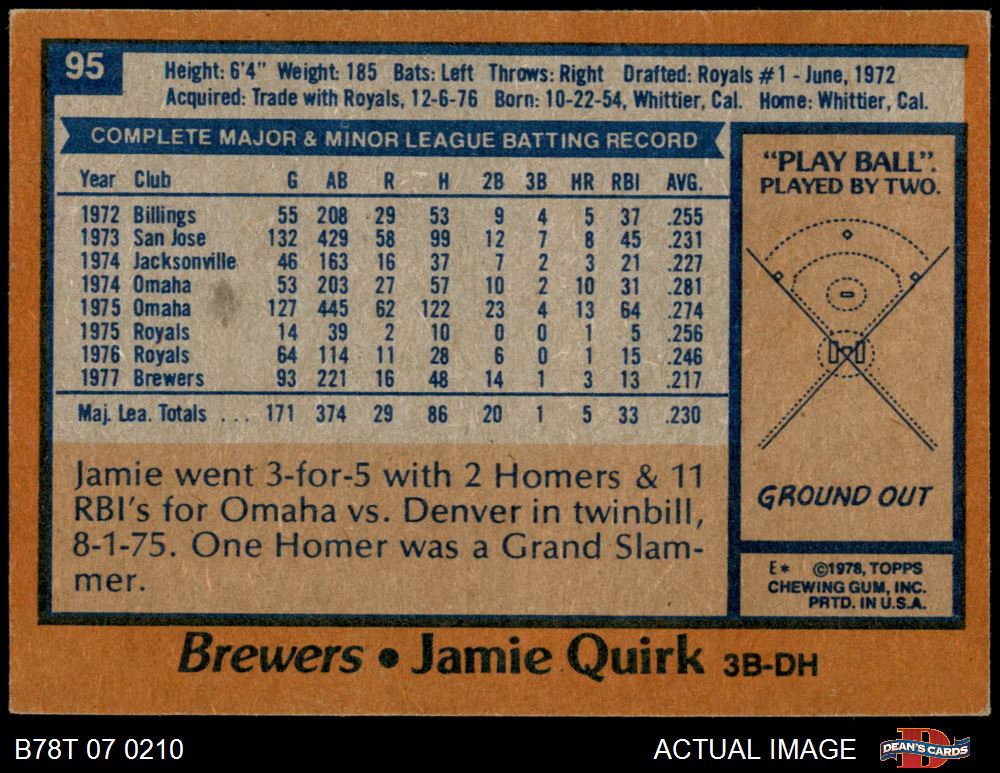 95
Height: 6'4" Weight: 185 Bats: Left Throws: Right Drafted: Royals #1 - June, 1972
Acquired: Trade with Royals, 12-6-76 Born: 10-22-54, Whittier, Cal. Home: Whittier, Cal.
COMPLETE MAJOR & MINOR LEAGUE BATTING RECORD
Year Club G AB R H 2B 3B HR RBI AVG.
1972 Billings 55 208 29 53 9 4 5 37 .255
1973 San Jose 132 429 58 99 12 7 8 45 .231
1974 Jacksonville 46 163 16 37 7 2 3 21 .227
1974 Omaha 53 203 27 57 10 2 10 31 .281
1975 Omaha 127 445 62 122 23 4 13 64 .274
1975 Royals 14 39 2 10 0 0 1 5 .256
1976 Royals 64 114 11 28 6 0 1 15 .246
1977 Brewers 93 221 16 48 14 1 3 13 .217
Maj. Lea. Totals ... 171 374 29 86 20 1 5 33 .230
Jamie went 3-for-5 with 2 Homers & 11
RBI's for Omaha vs. Denver in twinbill,
8-1-75. One Homer was a Grand Slam-
mer.
"PLAY BALL".
PLAYED BY TWO.
GROUND OUT
E* ©1978, TOPPS
CHEWING GUM, INC.
PRTD. IN U.S.A.
Brewers • Jamie Quirk 3B-DH
B78T 07 0210
ACTUAL IMAGE
DEAN'S CARDS